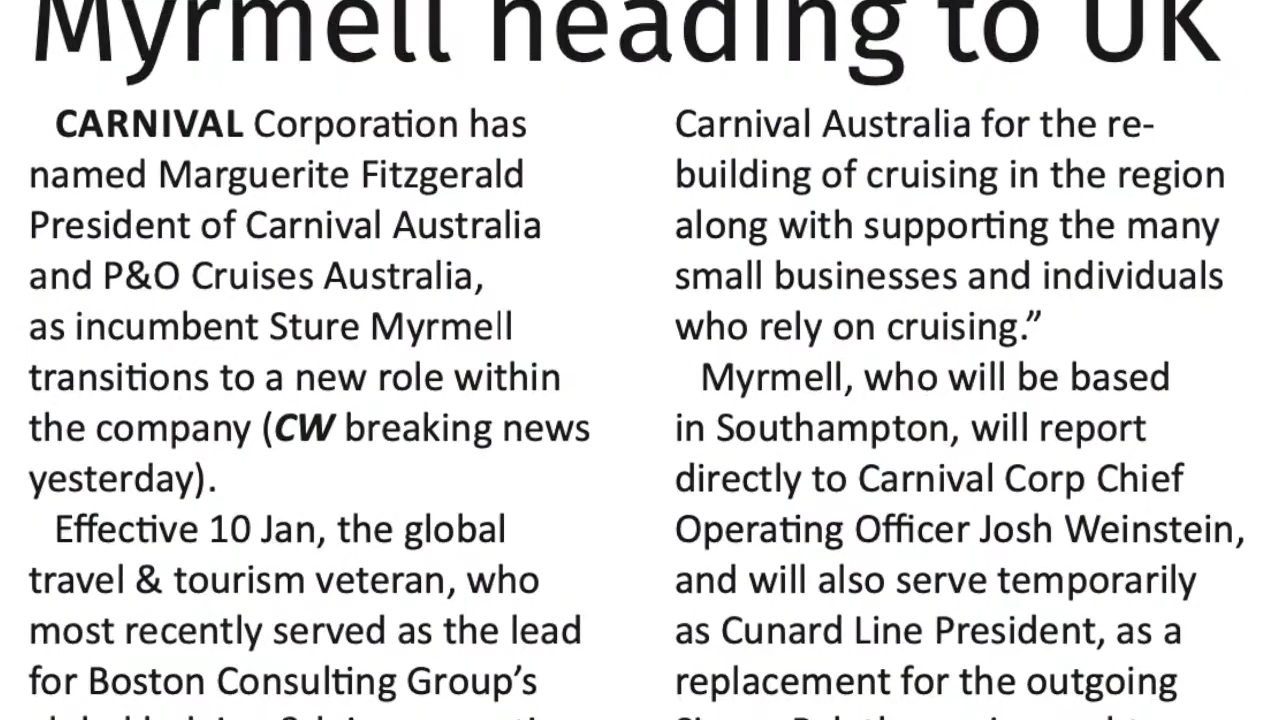 Myrmell heading to UK
CARNIVAL Corporation has
named Marguerite Fitzgerald
President of Carnival Australia
and P&O Cruises Australia,
as incumbent Sture Myrmell
transitions to a new role within
the company (CW breaking news
yesterday).
Effective 10 Jan, the global
travel & tourism veteran, who
most recently served as the lead
for Boston Consulting Group’s
Carnival Australia for the re-
building of cruising in the region
along with supporting the many
small businesses and individuals
who rely on cruising.”
Myrmell, who will be based
in Southampton, will report
directly to Carnival Corp Chief
Operating Officer Josh Weinstein,
and will also serve temporarily
as Cunard Line President, as a
replacement for the outgoing